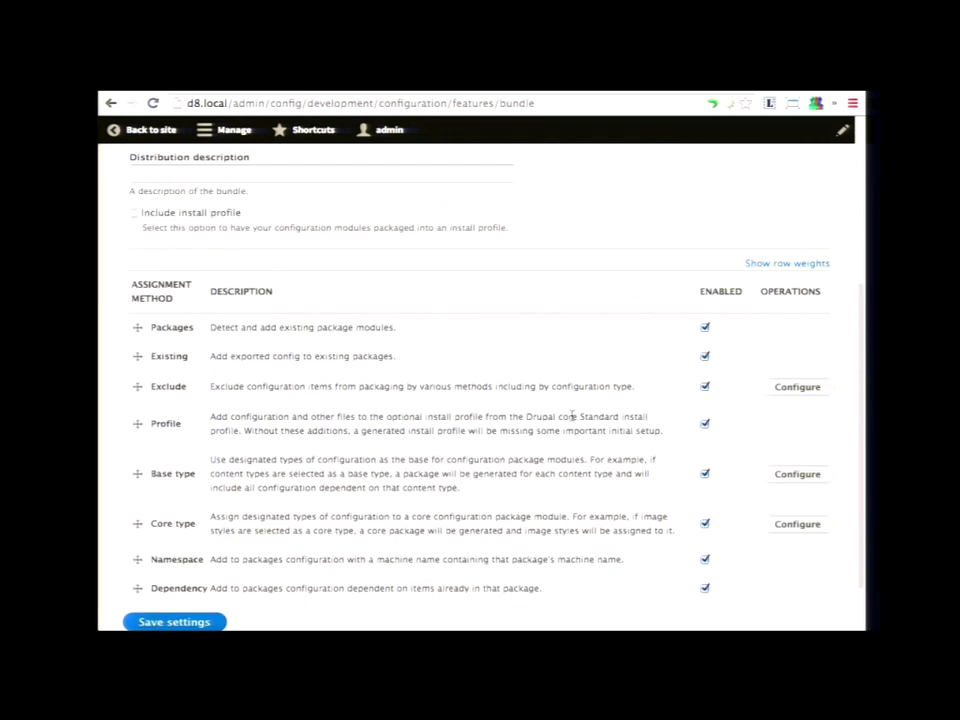 d8.local/admin/config/development/configuration/features/bundle
Back to site Manage Shortcuts admin
Distribution description
A description of the bundle.
Include install profile
Select this option to have your configuration modules packaged into an install profile.
Show row weights
ASSIGNMENT METHOD DESCRIPTION ENABLED OPERATIONS
Packages Detect and add existing package modules.
Existing Add exported config to existing packages.
Exclude Exclude configuration items from packaging by various methods including by configuration type. Configure
Profile Add configuration and other files to the optional install profile from the Drupal core Standard install
profile. Without these additions, a generated install profile will be missing some important initial setup.
Base type Use designated types of configuration as the base for configuration package modules. For example, if
content types are selected as a base type, a package will be generated for each content type and will
include all configuration dependent on that content type.
Configure
Core type Assign designated types of configuration to a core configuration package module. For example, if image
styles are selected as a core type, a core package will be generated and image styles will be assigned to it.
Configure
Namespace Add to packages configuration with a machine name containing that package's machine name.
Dependency Add to packages configuration dependent on items already in that package.
Save settings